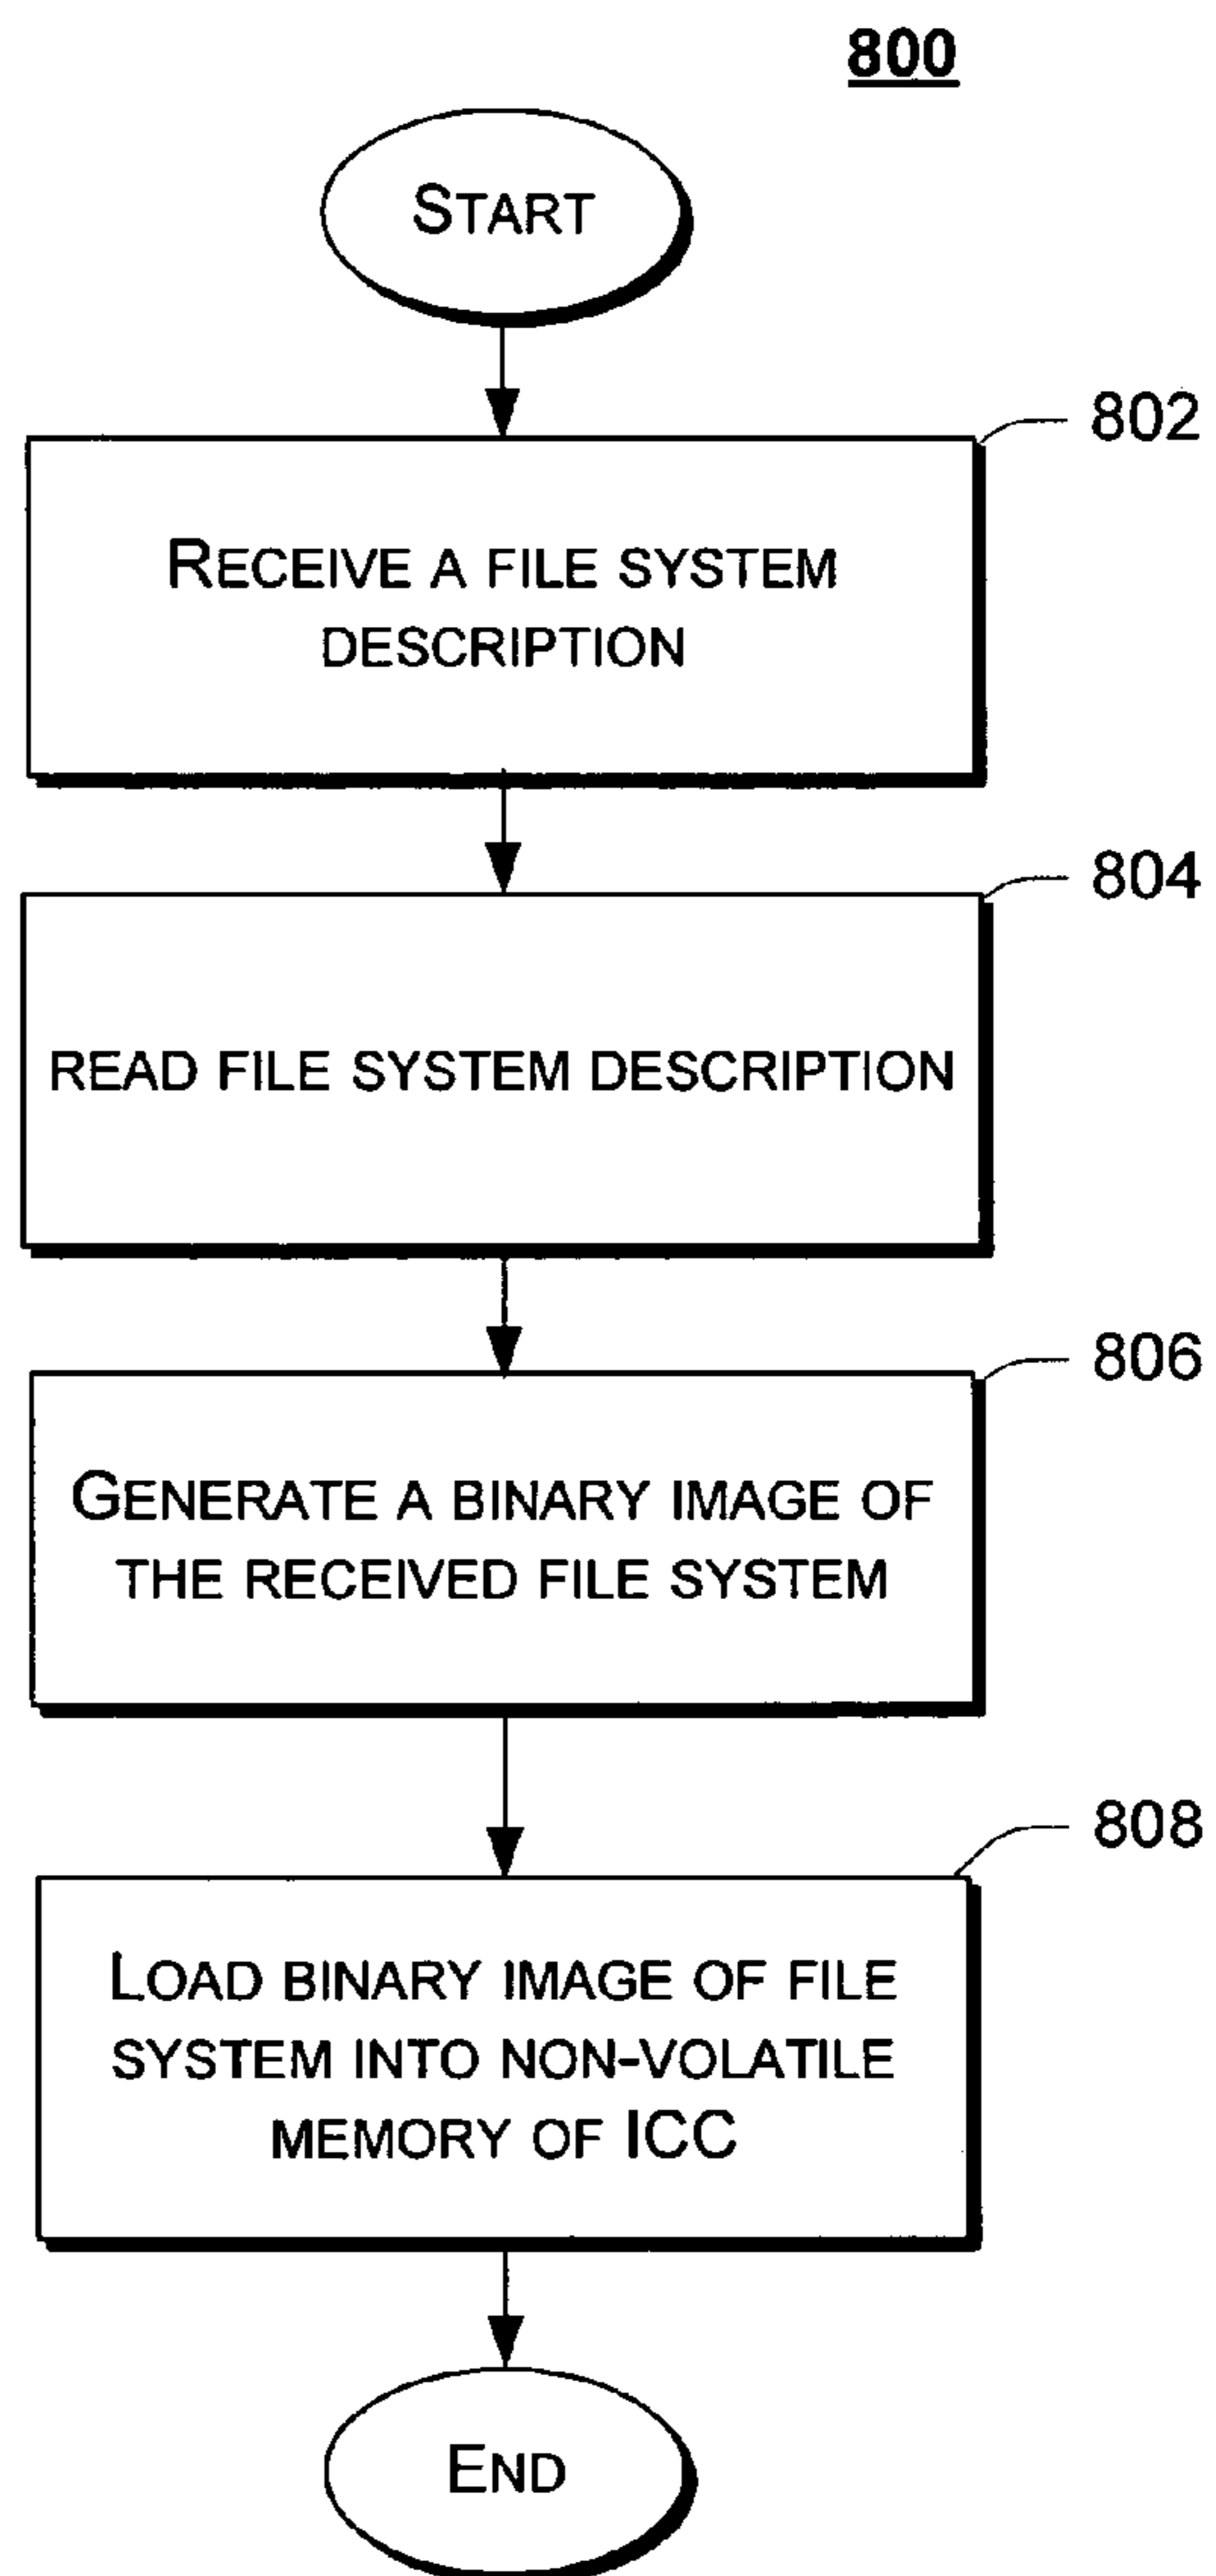 800
START
802
RECEIVE A FILE SYSTEM
DESCRIPTION
804
READ FILE SYSTEM DESCRIPTION
806
GENERATE A BINARY IMAGE OF
THE RECEIVED FILE SYSTEM
808
LOAD BINARY IMAGE OF FILE
SYSTEM INTO NON-VOLATILE
MEMORY OF ICC
END